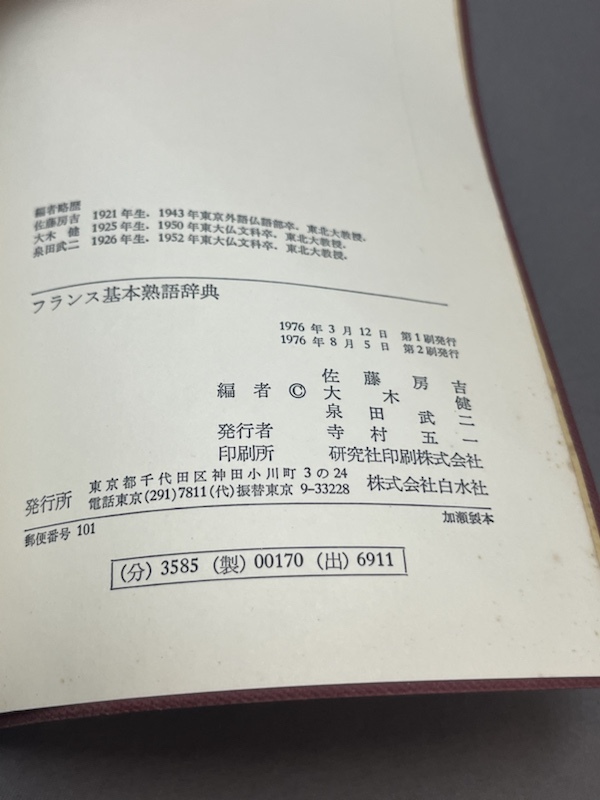 編者略歴
佐藤房吉 1921年生．1943年東京外語仏語部卒．東北大教授．
大木 健 1925年生．1950年東大仏文科卒．東北大教授．
泉田武二 1926年生．1952年東大仏文科卒．東北大教授．
フランス基本熟語辞典
1976年3月12日 第1刷発行
1976年8月5日 第2刷発行
佐藤房吉
編者 © 大木健
泉田武二
発行者 寺村五一
印刷所 研究社印刷株式会社
東京都千代田区神田小川町3の24
発行所 電話東京(291)7811(代)振替東京 9-33228 株式会社白水社
郵便番号 101 加瀬製本
(分) 3585 (製) 00170 (出) 6911